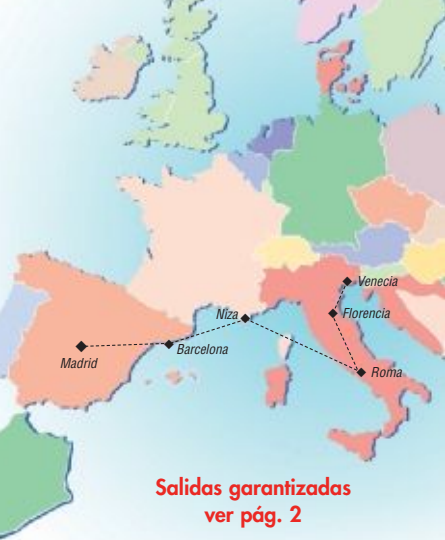 Venecia
Niza
Florencia
Barcelona
Madrid
Roma
Salidas garantizadas
ver pág. 2